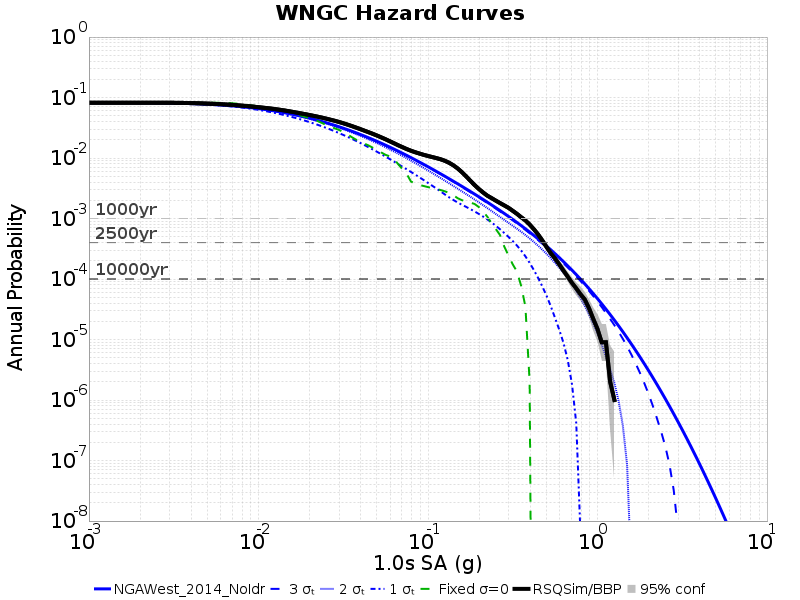 WNGC Hazard Curves
10^0
10^-1
10^-2
10^-3
10^-4
10^-5
10^-6
10^-7
10^-8
1000yr
2500yr
10000yr
Annual Probability
10^-3 10^-2 10^-1 10^0 10^1
1.0s SA (g)
NGAWest_2014_NoIdr 3 σₜ 2 σₜ 1 σₜ Fixed σ=0 RSQSim/BBP 95% conf